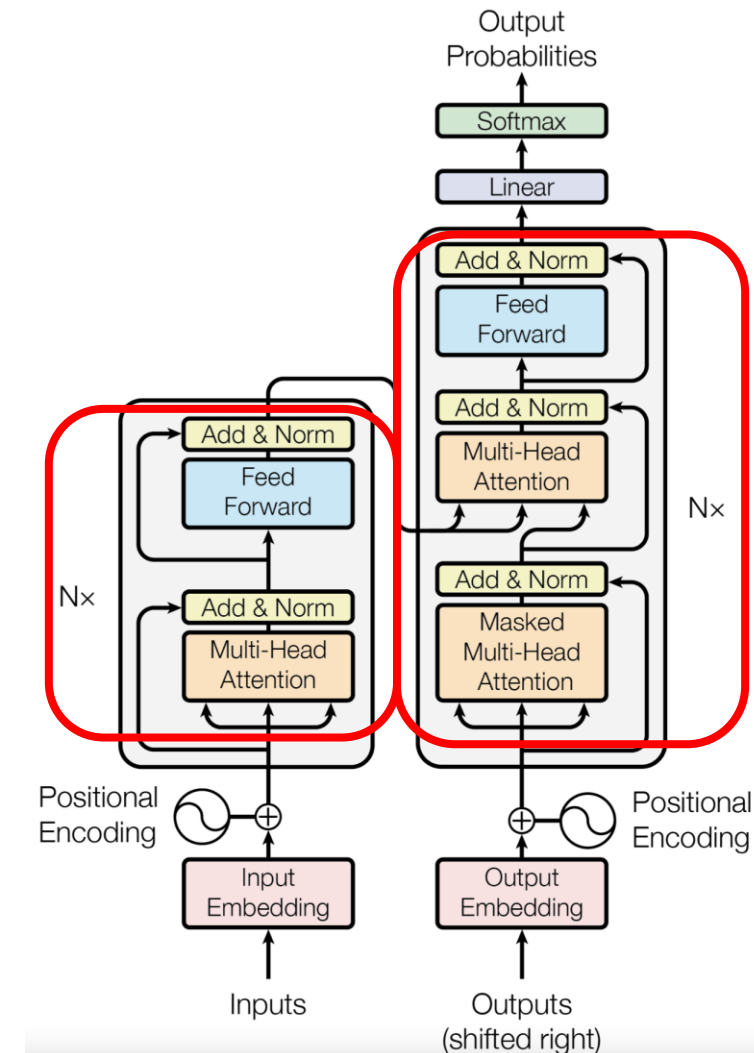 Output
Probabilities
Softmax
Linear
Add & Norm
Feed
Forward
Add & Norm
Multi-Head
Attention
Add & Norm
Masked
Multi-Head
Attention
N×
Add & Norm
Feed
Forward
Add & Norm
Multi-Head
Attention
N×
Positional
Encoding
Positional
Encoding
Input
Embedding
Output
Embedding
Inputs
Outputs
(shifted right)